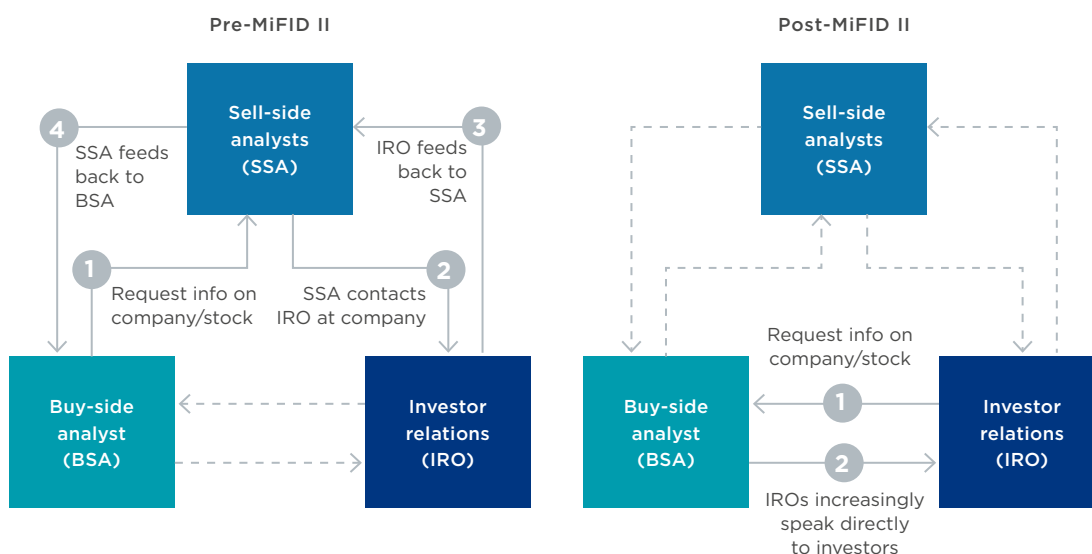 Pre-MiFID II
Sell-side
analysts
(SSA)
4
SSA feeds
back to
BSA
3
IRO feeds
back to
SSA
1
Request info on
company/stock
2
SSA contacts
IRO at company
Buy-side
analyst
(BSA)
Investor
relations
(IRO)
Post-MiFID II
Sell-side
analysts
(SSA)
Request info on
company/stock
1
Buy-side
analyst
(BSA)
Investor
relations
(IRO)
2
IROs increasingly
speak directly
to investors